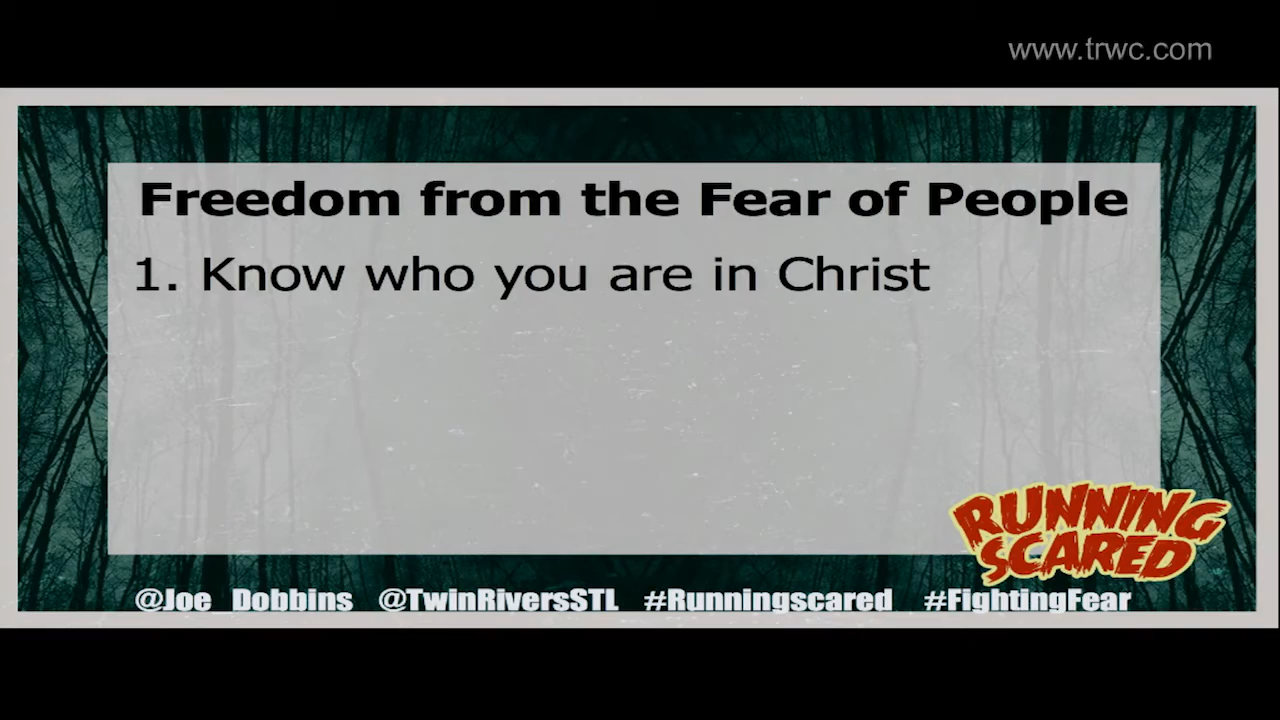 www.trwc.com
Freedom from the Fear of People
1. Know who you are in Christ
RUNNING
SCARED
@Joe_Dobbins @TwinRiversSTL #Runningscared #FightingFear